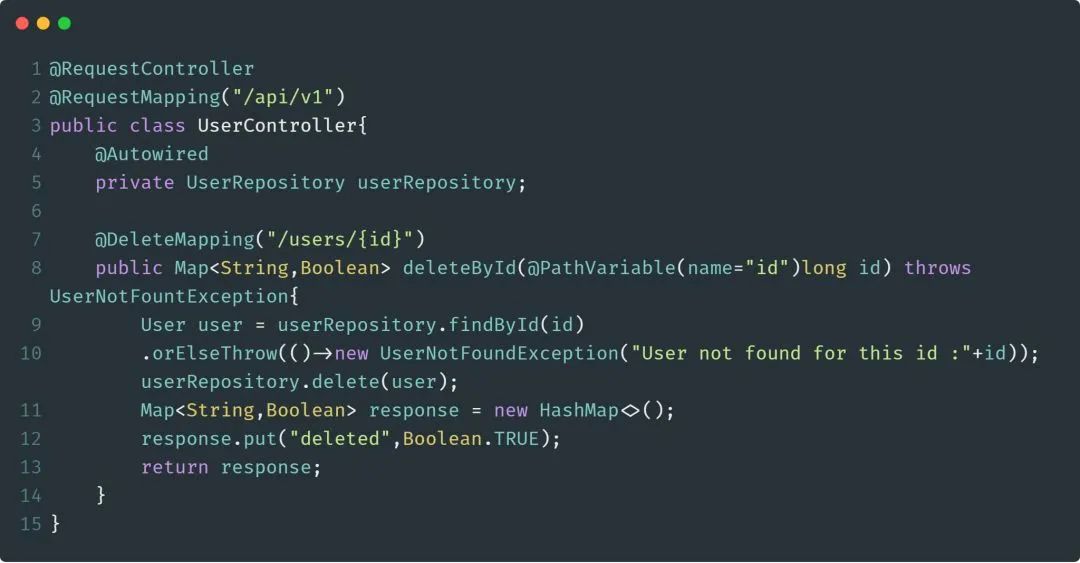 1 @RequestController
2 @RequestMapping("/api/v1")
3 public class UserController{
4     @Autowired
5     private UserRepository userRepository;
6
7     @DeleteMapping("/users/{id}")
8     public Map<String,Boolean> deleteById(@PathVariable(name="id")long id) throws
UserNotFountException{
9         User user = userRepository.findById(id)
10         .orElseThrow(()->new UserNotFoundException("User not found for this id :"+id));
        userRepository.delete(user);
11         Map<String,Boolean> response = new HashMap<>();
12         response.put("deleted",Boolean.TRUE);
13         return response;
14     }
15 }